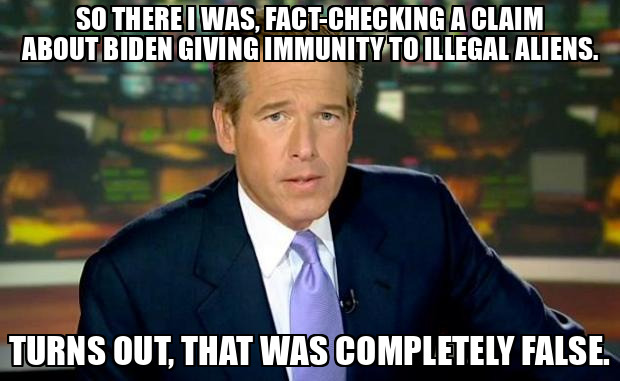 SO THERE I WAS, FACT-CHECKING A CLAIM
ABOUT BIDEN GIVING IMMUNITY TO ILLEGAL ALIENS.
TURNS OUT, THAT WAS COMPLETELY FALSE.